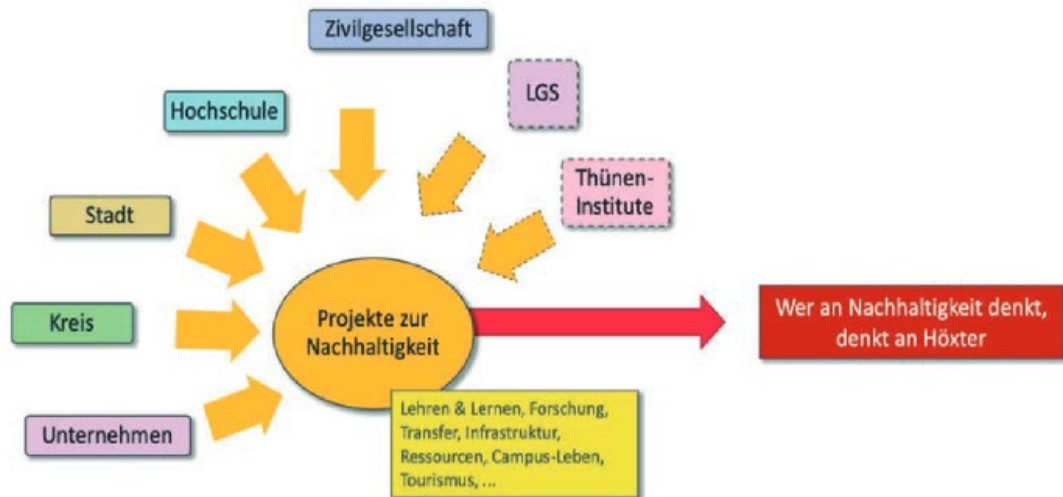 Zivilgesellschaft
LGS
Hochschule
Thünen-
Institute
Stadt
Kreis
Unternehmen
Projekte zur
Nachhaltigkeit
Wer an Nachhaltigkeit denkt,
denkt an Höxter
Lehren & Lernen, Forschung,
Transfer, Infrastruktur,
Ressourcen, Campus-Leben,
Tourismus, ...